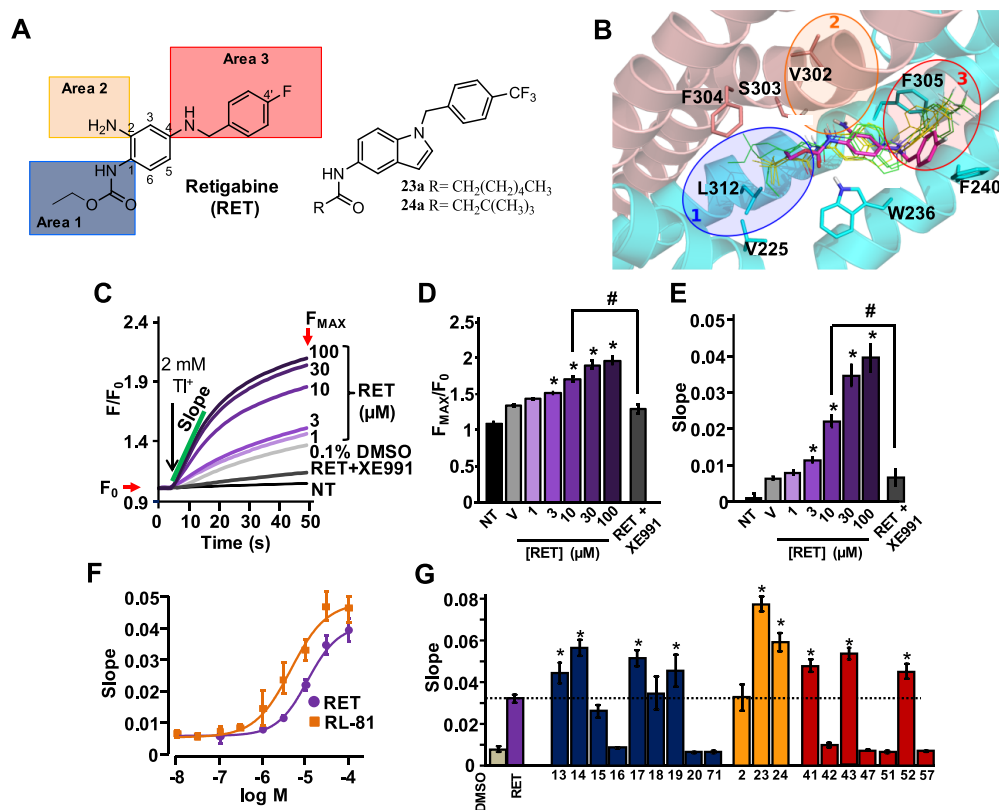 A
Area 1
Area 2
Area 3
H₂N
HN
O
O
NH
F
1
2
3
4
5
6
4'
Retigabine
(RET)
CF₃
N
HN
R
O
23a R= CH₂(CH₂)₄CH₃
24a R= CH₂C(CH₃)₃
B
2
V302
S303
F304
F305
3
L312
1
V225
W236
F240
C
F/F₀
2.4
1.9
1.4
0.9
F₀
2 mM
Tl⁺
Slope
F_MAX
100
30
10
3
1
RET
(µM)
0.1% DMSO
RET+XE991
NT
0 10 20 30 40 50
Time (s)
D
F_MAX/F₀
2.5
2
1.5
1
0.5
0
#
* * * *
NT V 1 3 10 30 100 RET + XE991
[RET] (µM)
E
Slope
0.05
0.04
0.03
0.02
0.01
0
#
* * * *
NT V 1 3 10 30 100 RET + XE991
[RET] (µM)
F
Slope
0.05
0.04
0.03
0.02
0.01
0
RET
RL-81
-8 -7 -6 -5 -4
log M
G
Slope
0.08
0.06
0.04
0.02
0.00
* * * * * * * * *
DMSO RET 13 14 15 16 17 18 19 20 71 2 23 24 41 42 43 47 51 52 57